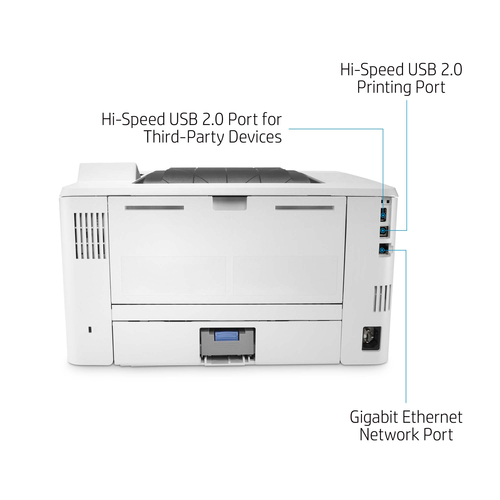 Hi-Speed USB 2.0
Printing Port
Hi-Speed USB 2.0 Port for
Third-Party Devices
Gigabit Ethernet
Network Port